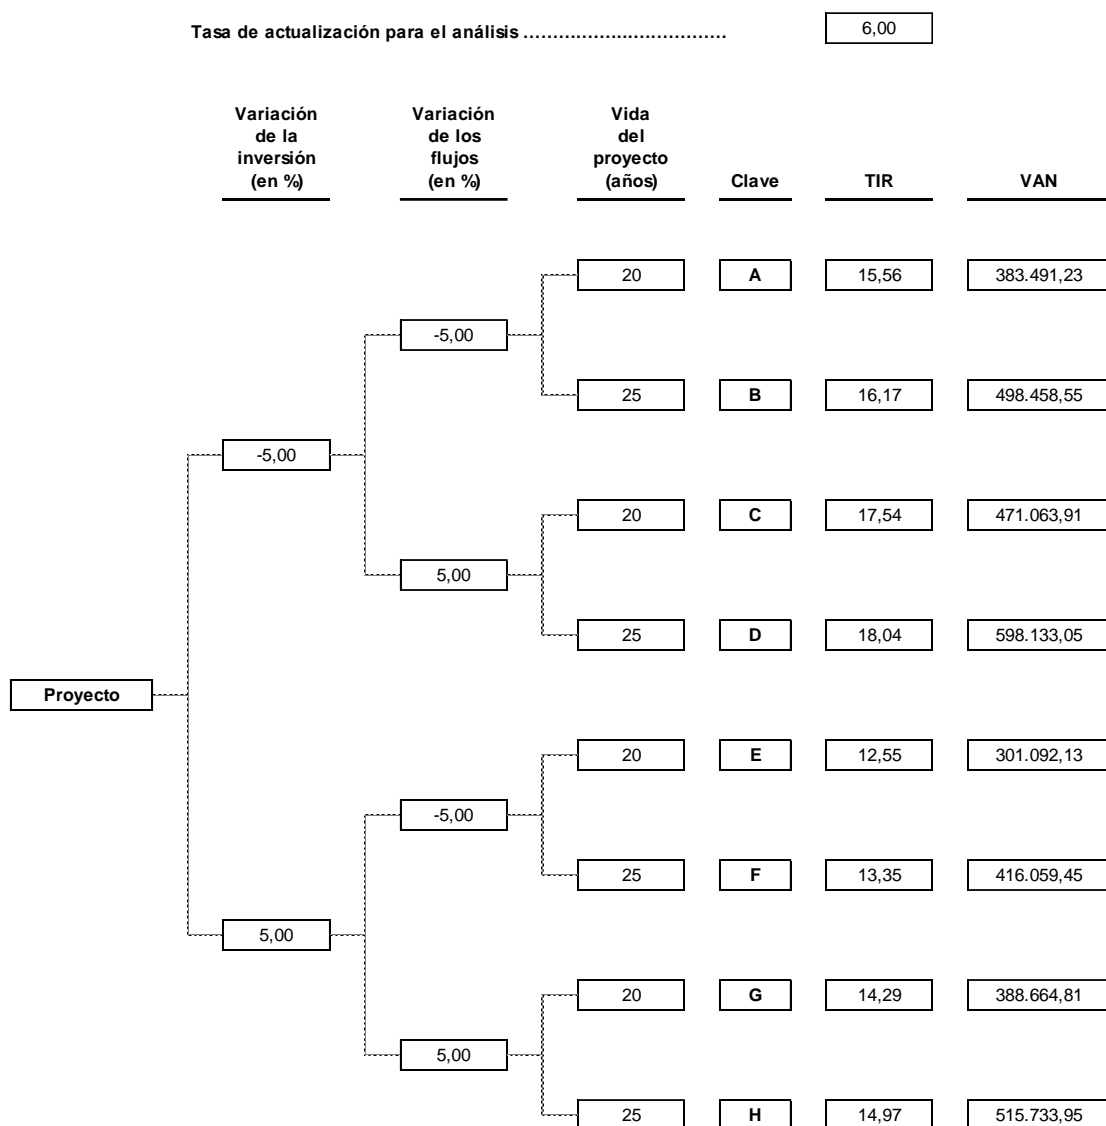 Tasa de actualización para el análisis ..................................... 6,00
Variación de la inversión (en %)
Variación de los flujos (en %)
Vida del proyecto (años)
Clave
TIR
VAN
20 A 15,56 383.491,23
-5,00
25 B 16,17 498.458,55
-5,00
20 C 17,54 471.063,91
5,00
25 D 18,04 598.133,05
Proyecto
20 E 12,55 301.092,13
-5,00
25 F 13,35 416.059,45
5,00
20 G 14,29 388.664,81
5,00
25 H 14,97 515.733,95